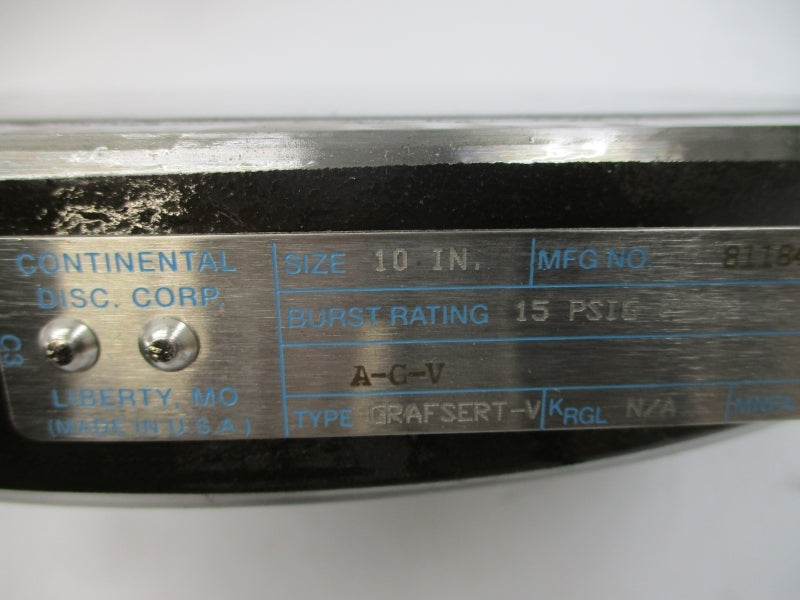 CONTINENTAL
DISC. CORP.
C3
LIBERTY, MO
(MADE IN U.S.A.)
SIZE 10 IN. MFG NO. 81184
BURST RATING 15 PSIG
A-C-V
TYPE GRAFSERT-V KRGL N/A